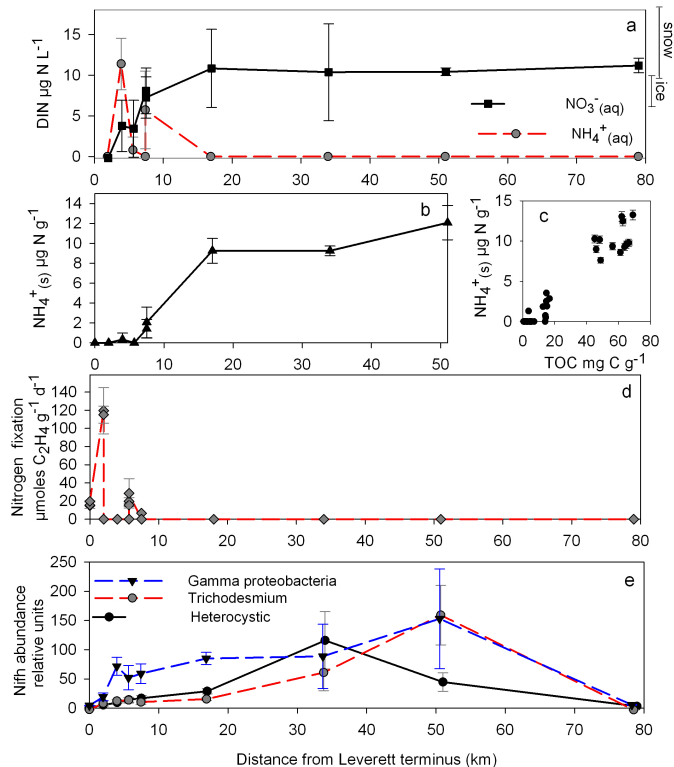 a
DIN µg N L⁻¹
15
10
5
0
0 10 20 30 40 50 60 70 80
NO₃⁻(aq)
NH₄⁺(aq)
snow
ice
b
NH₄⁺(s) µg N g⁻¹
14
12
10
8
6
4
2
0
0 10 20 30 40 50
c
NH₄⁺(s) µg N g⁻¹
15
10
5
0
0 20 40 60 80
TOC mg C g⁻¹
d
Nitrogen fixation
µmoles C₂H₄ g⁻¹ d⁻¹
140
120
100
80
60
40
20
0
0 10 20 30 40 50 60 70 80
e
Nifh abundance
relative units
250
200
150
100
50
0
Gamma proteobacteria
Trichodesmium
Heterocystic
0 10 20 30 40 50 60 70 80
Distance from Leverett terminus (km)